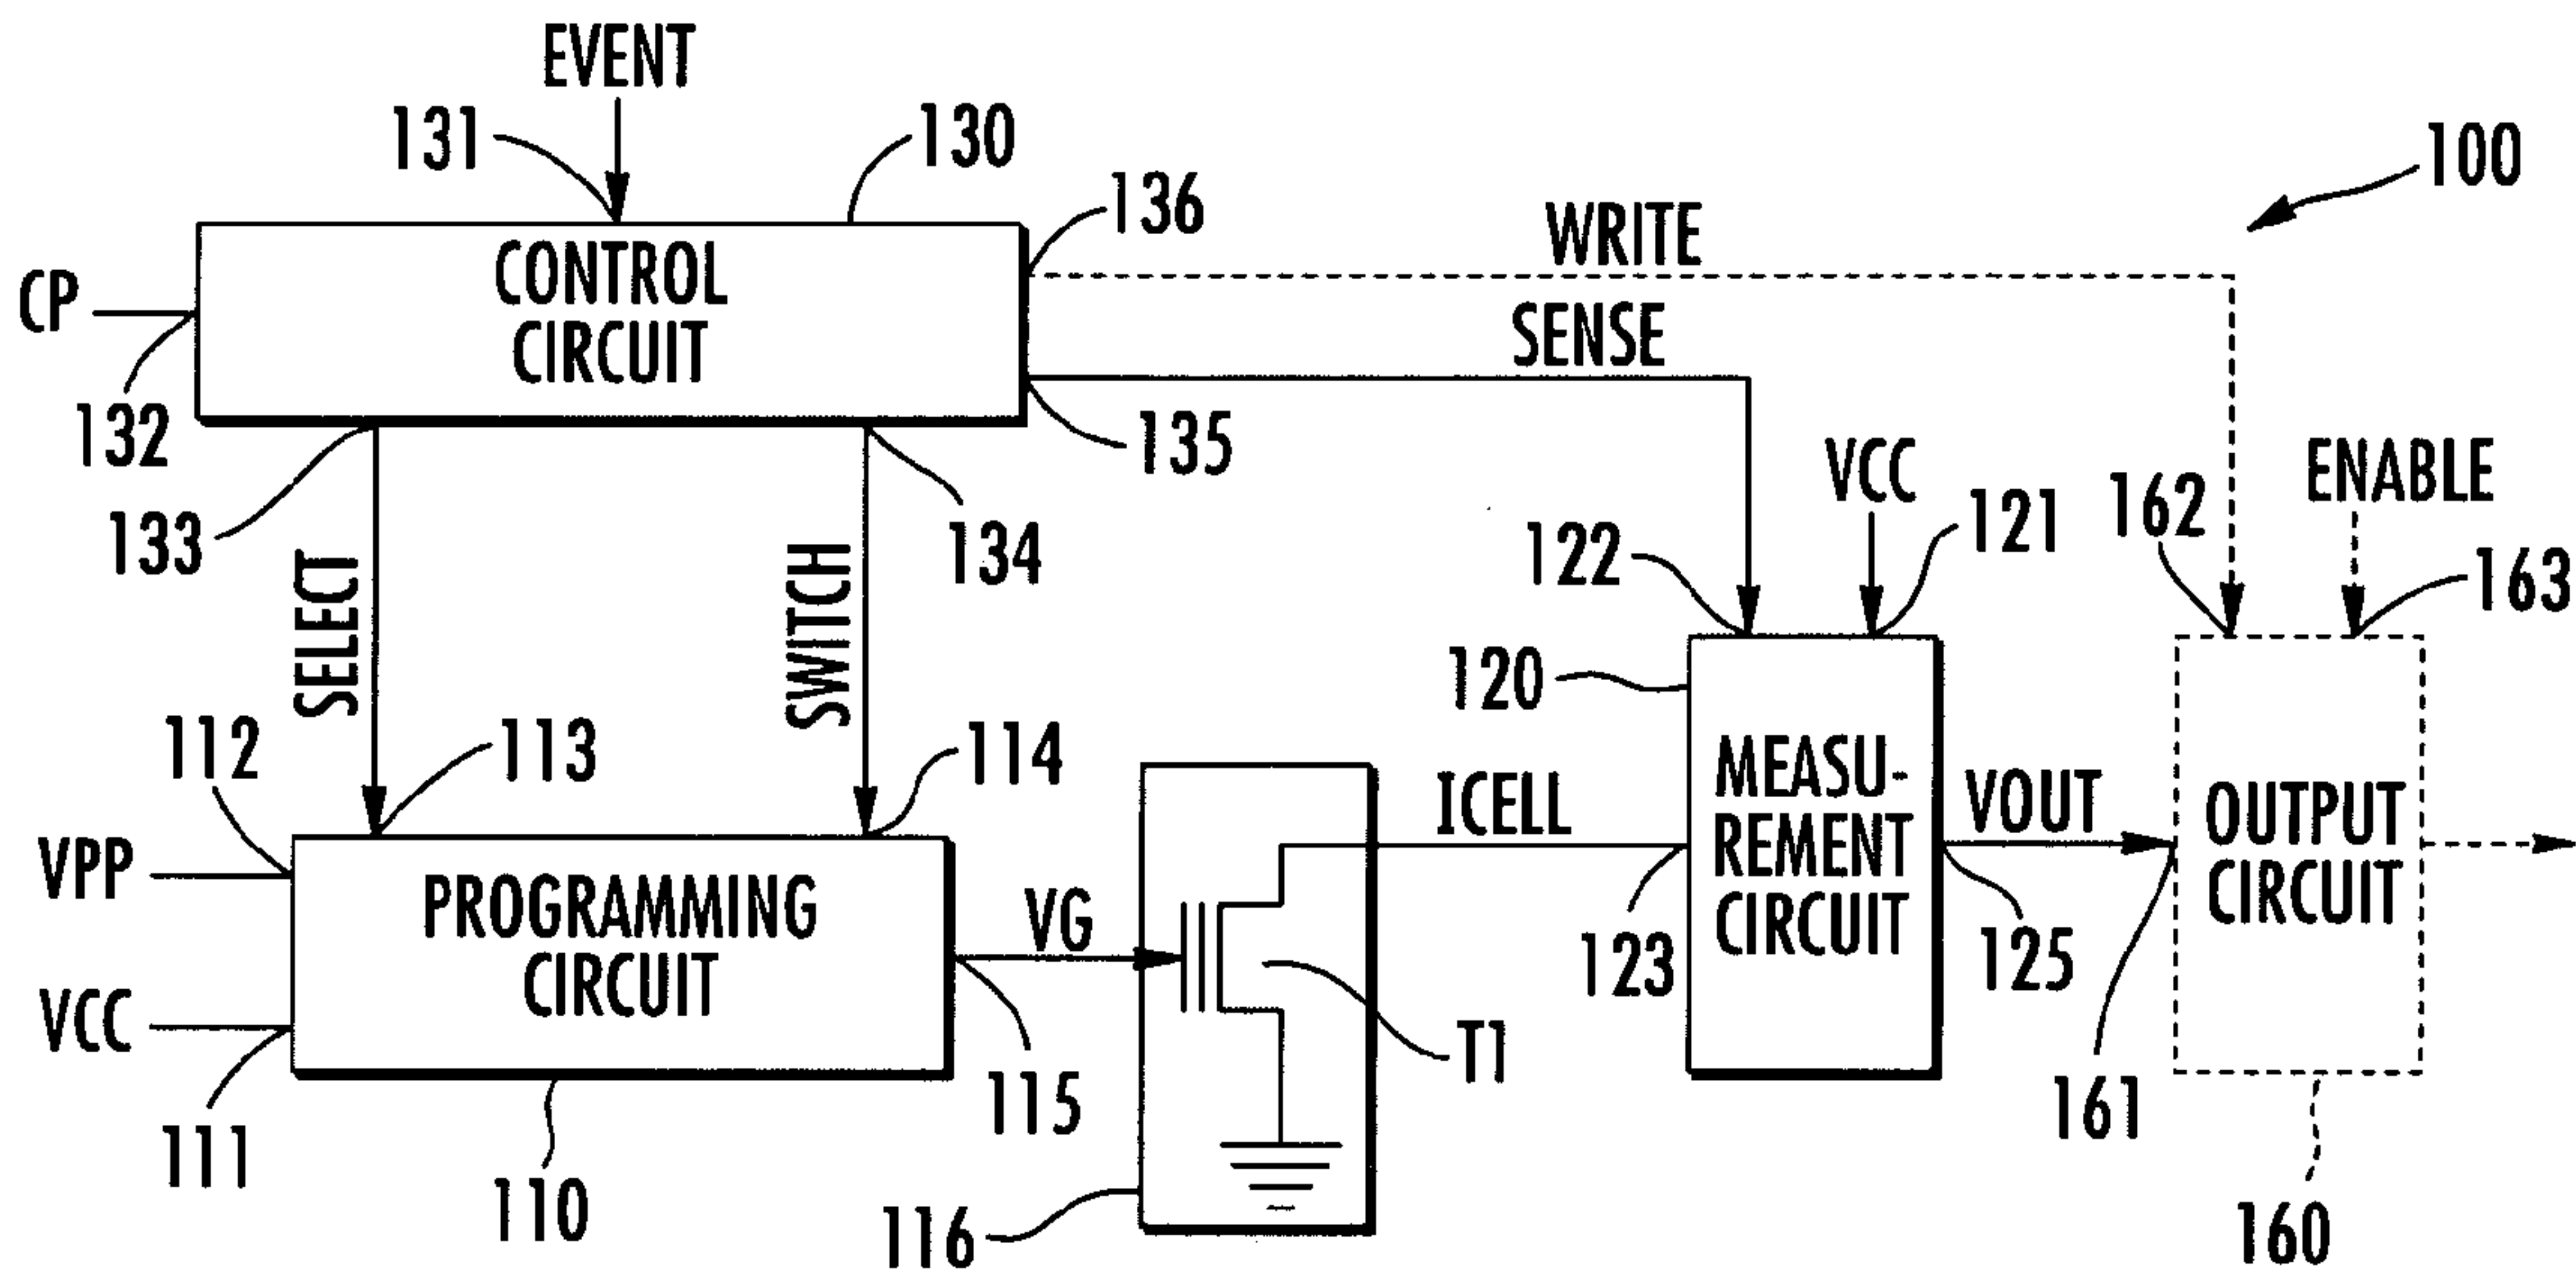 EVENT
131
130
100
136
WRITE
CONTROL
CIRCUIT
CP
SENSE
132
135
133
134
SELECT
SWITCH
VCC
122
121
162
ENABLE
163
120
112
113
114
VPP
VCC
PROGRAMMING
CIRCUIT
VG
ICELL
MEASU-
REMENT
CIRCUIT
VOUT
OUTPUT
CIRCUIT
123
125
T1
111
110
115
116
161
160